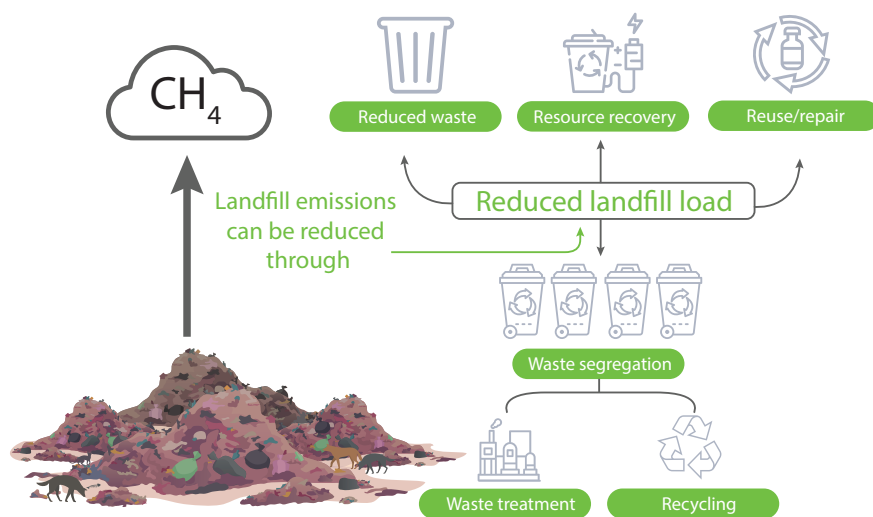 CH₄
Reduced waste
Resource recovery
Reuse/repair
Landfill emissions
can be reduced
through
Reduced landfill load
Waste segregation
Waste treatment
Recycling